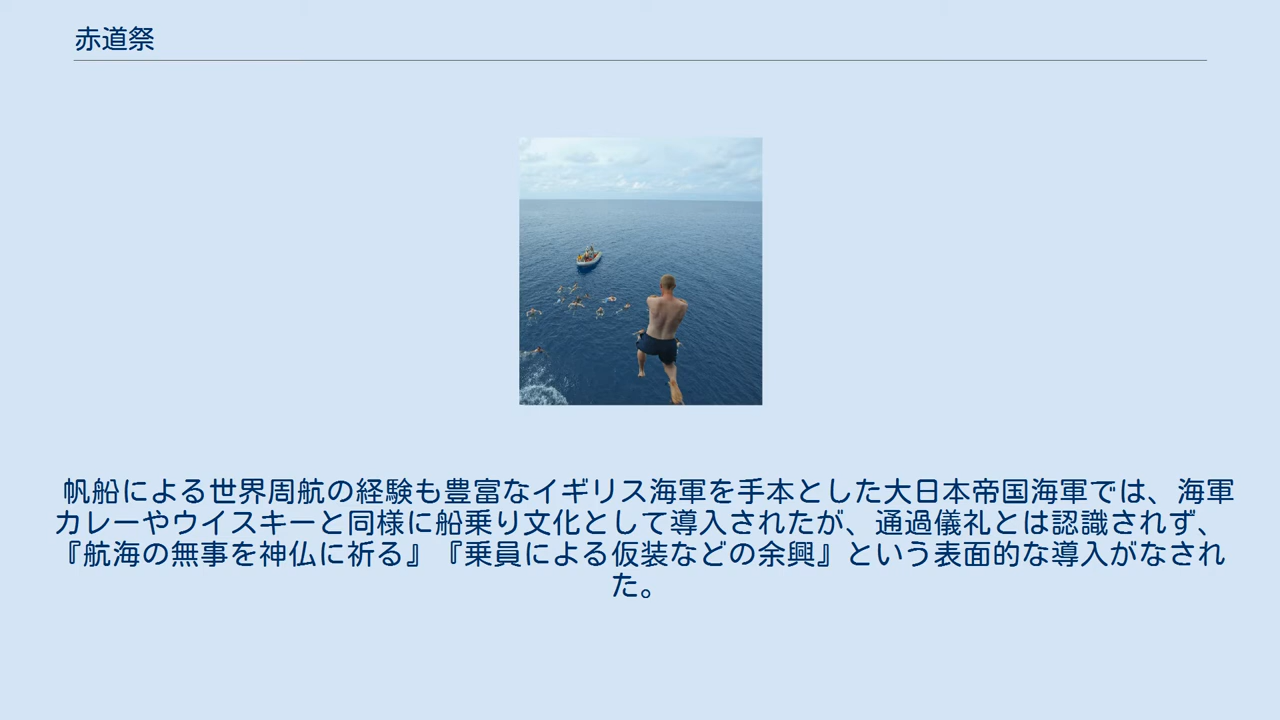 赤道祭
帆船による世界周航の経験も豊富なイギリス海軍を手本とした大日本帝国海軍では、海軍
カレーやウイスキーと同様に船乗り文化として導入されたが、通過儀礼とは認識されず、
『航海の無事を神仏に祈る』『乗員による仮装などの余興』という表面的な導入がなされ
た。